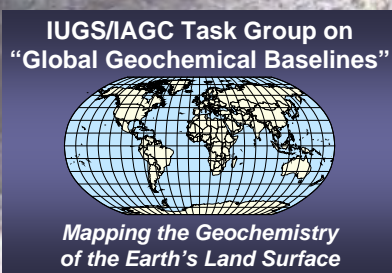 IUGS/IAGC Task Group on
“Global Geochemical Baselines”
Mapping the Geochemistry
of the Earth’s Land Surface